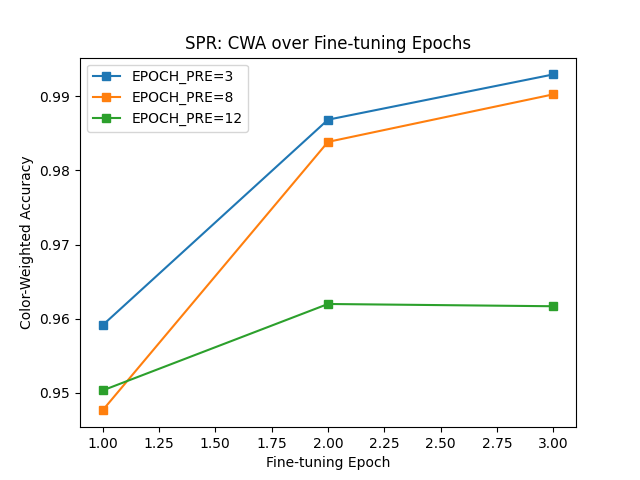 SPR: CWA over Fine-tuning Epochs
EPOCH_PRE=3
EPOCH_PRE=8
EPOCH_PRE=12
Color-Weighted Accuracy
0.99
0.98
0.97
0.96
0.95
1.00 1.25 1.50 1.75 2.00 2.25 2.50 2.75 3.00
Fine-tuning Epoch